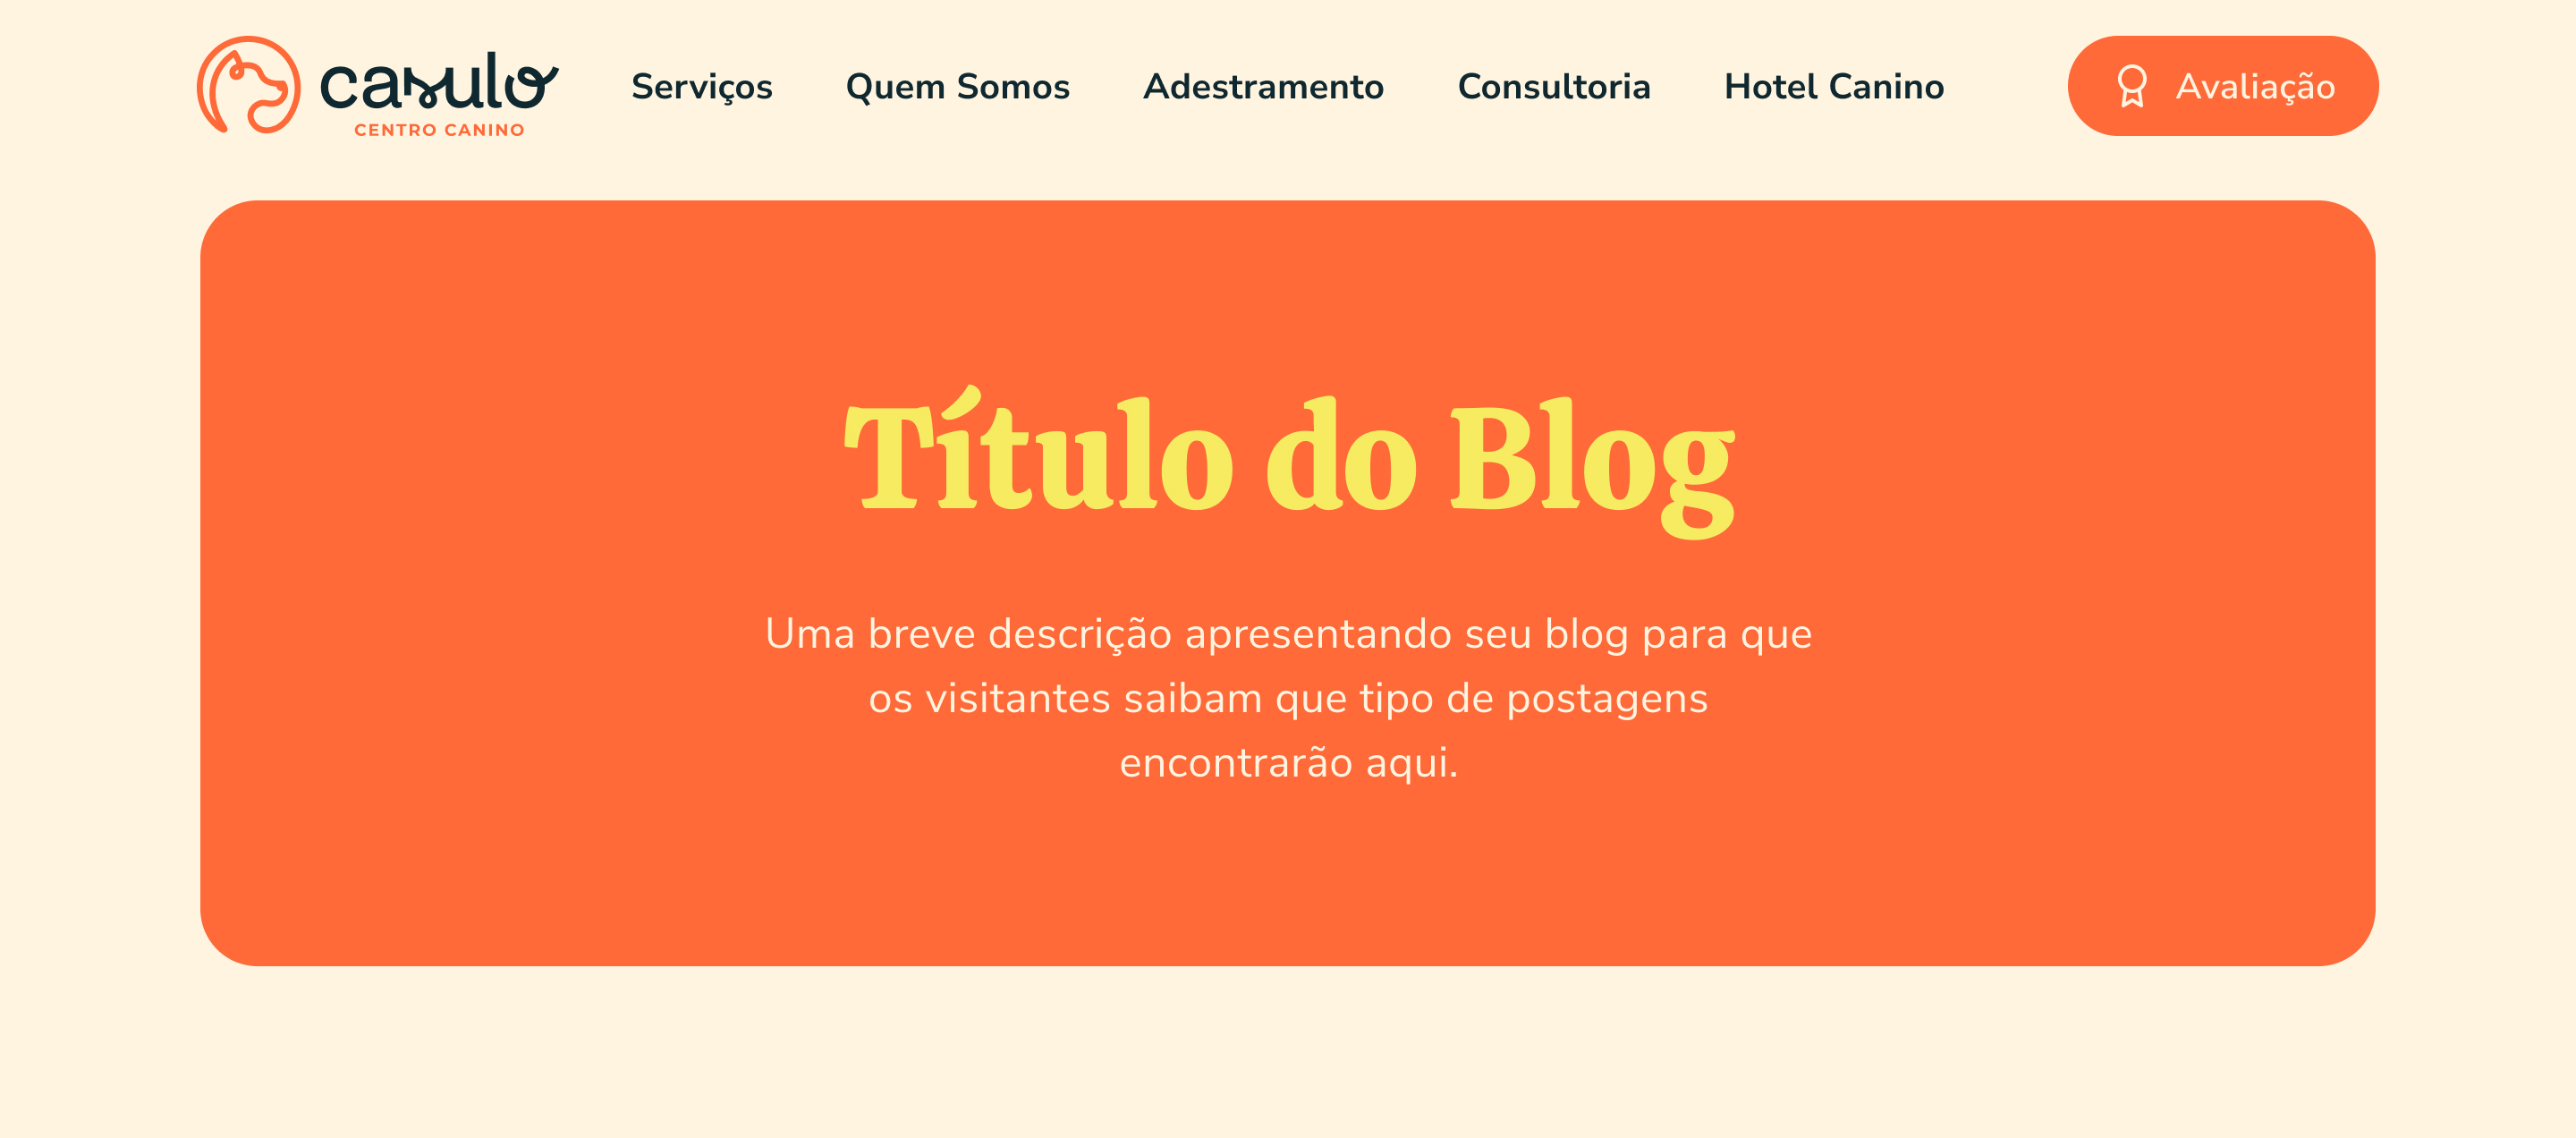 casulo
CENTRO CANINO
Serviços
Quem Somos
Adestramento
Consultoria
Hotel Canino
Avaliação
Título do Blog
Uma breve descrição apresentando seu blog para que
os visitantes saibam que tipo de postagens
encontrarão aqui.